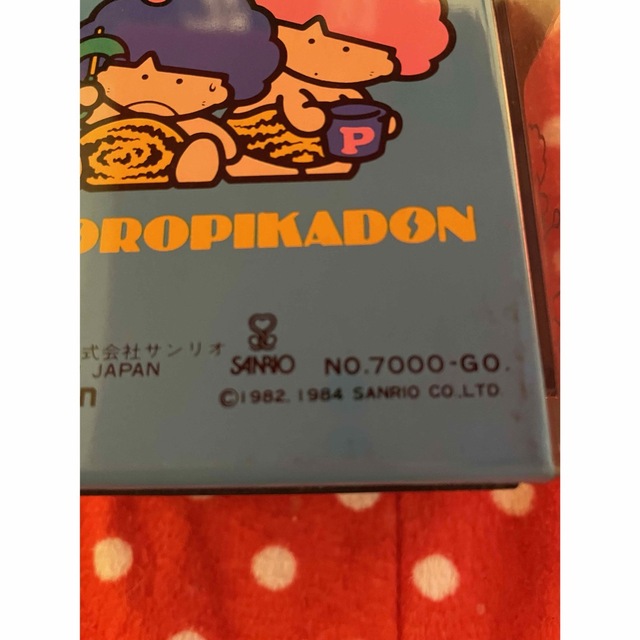 P
OROPIKADON
式会社サンリオ
JAPAN
SANRIO
NO.7000-GO.
n
©1982, 1984 SANRIO CO.,LTD.